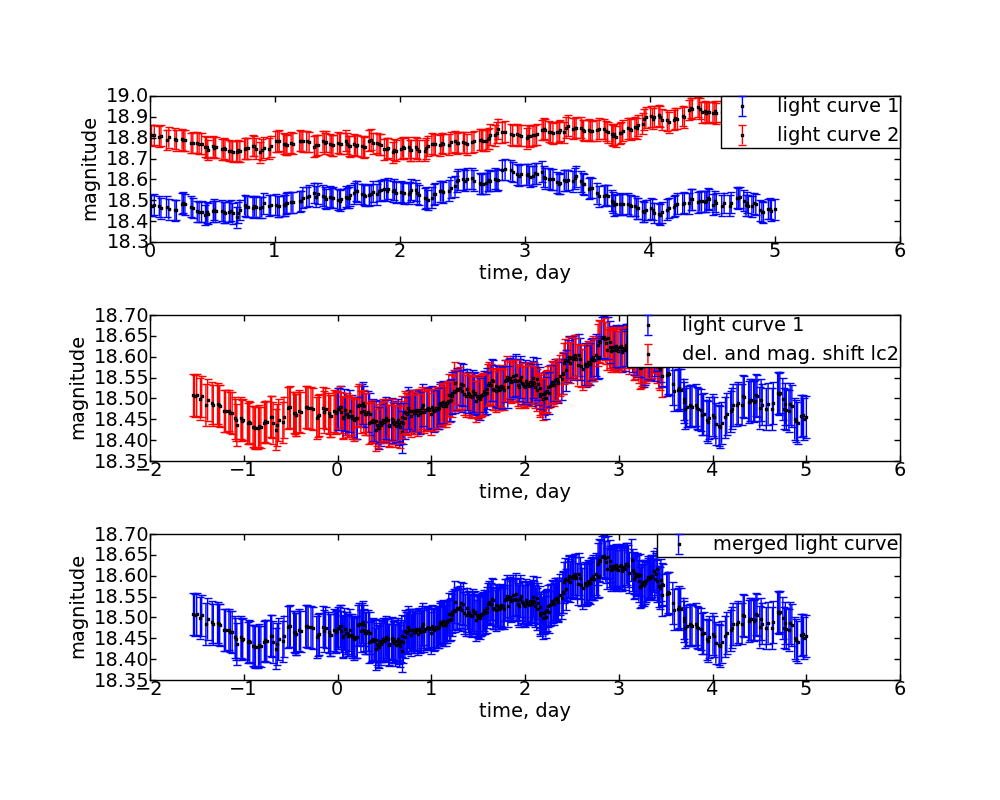 19.0
18.9
18.8
18.7
18.6
18.5
18.4
18.3
magnitude
light curve 1
light curve 2
0 1 2 3 4 5 6
time, day
18.70
18.65
18.60
18.55
18.50
18.45
18.40
18.35
magnitude
light curve 1
del. and mag. shift lc2
−2 −1 0 1 2 3 4 5 6
time, day
18.70
18.65
18.60
18.55
18.50
18.45
18.40
18.35
magnitude
merged light curve
−2 −1 0 1 2 3 4 5 6
time, day